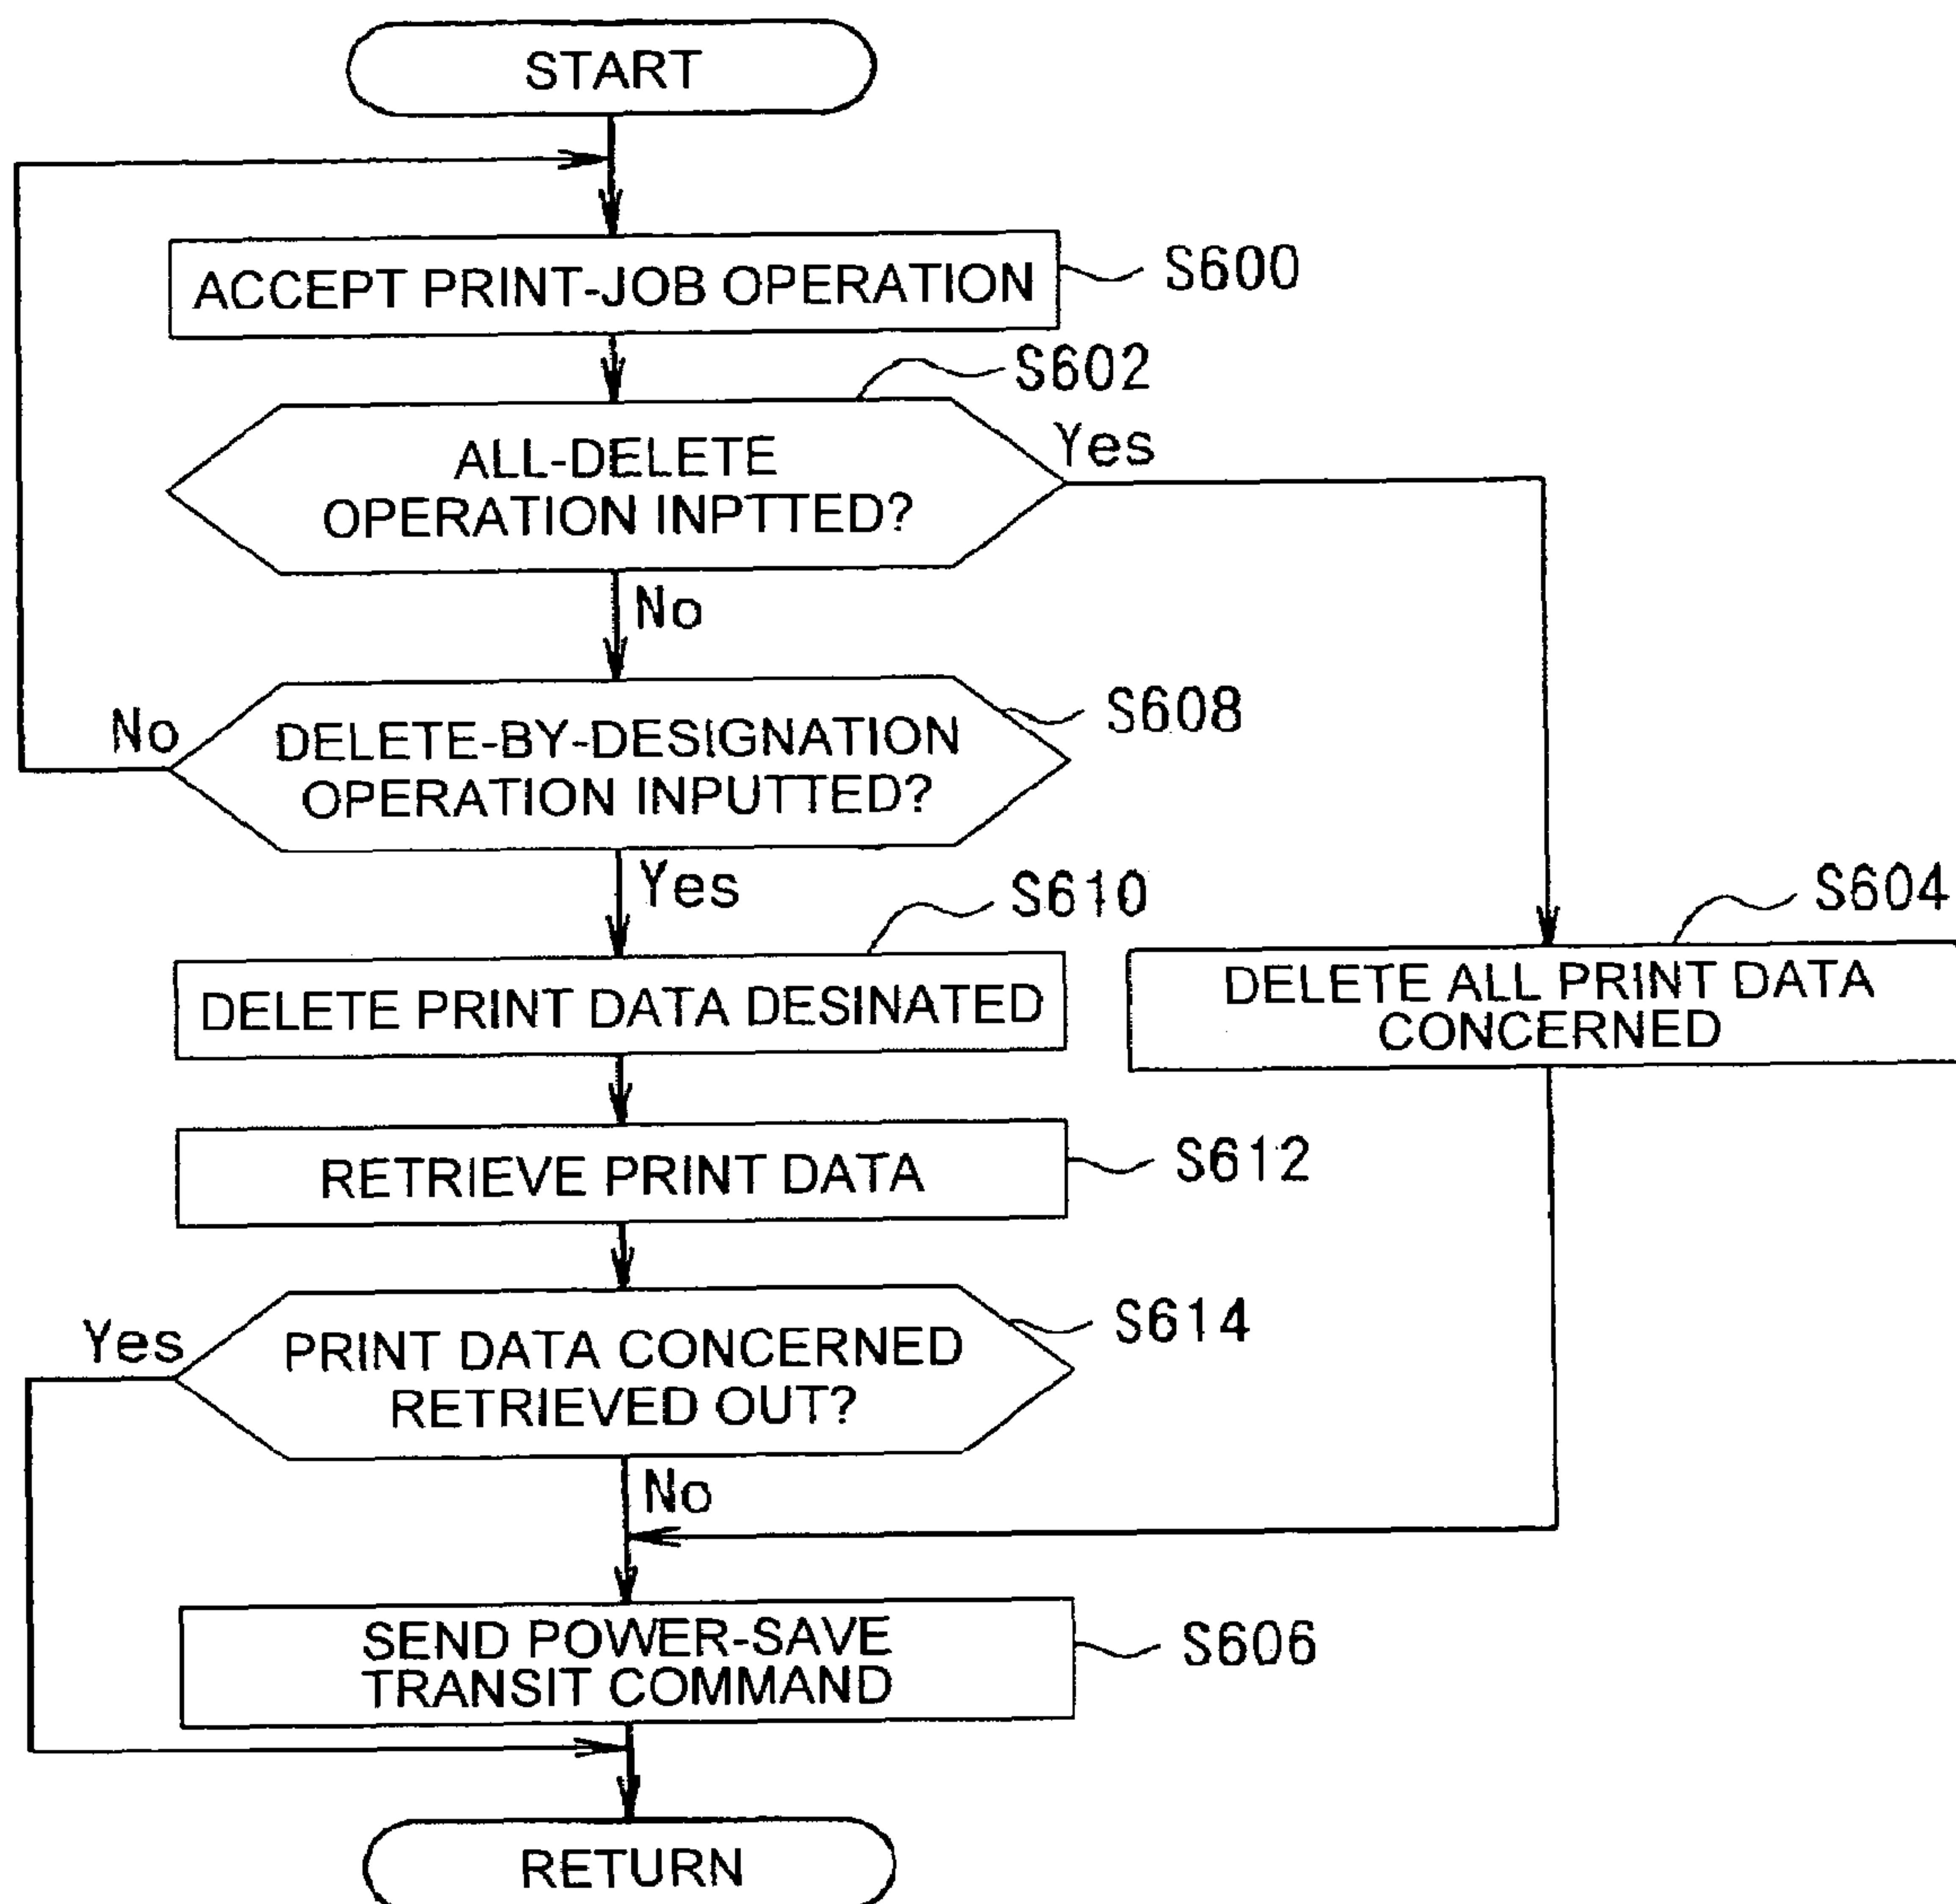 START
ACCEPT PRINT-JOB OPERATION
S600
S602
ALL-DELETE
OPERATION INPTTED?
Yes
No
No
DELETE-BY-DESIGNATION
OPERATION INPUTTED?
S608
Yes
S610
S604
DELETE PRINT DATA DESINATED
DELETE ALL PRINT DATA
CONCERNED
RETRIEVE PRINT DATA
S612
Yes
PRINT DATA CONCERNED
RETRIEVED OUT?
S614
No
SEND POWER-SAVE
TRANSIT COMMAND
S606
RETURN